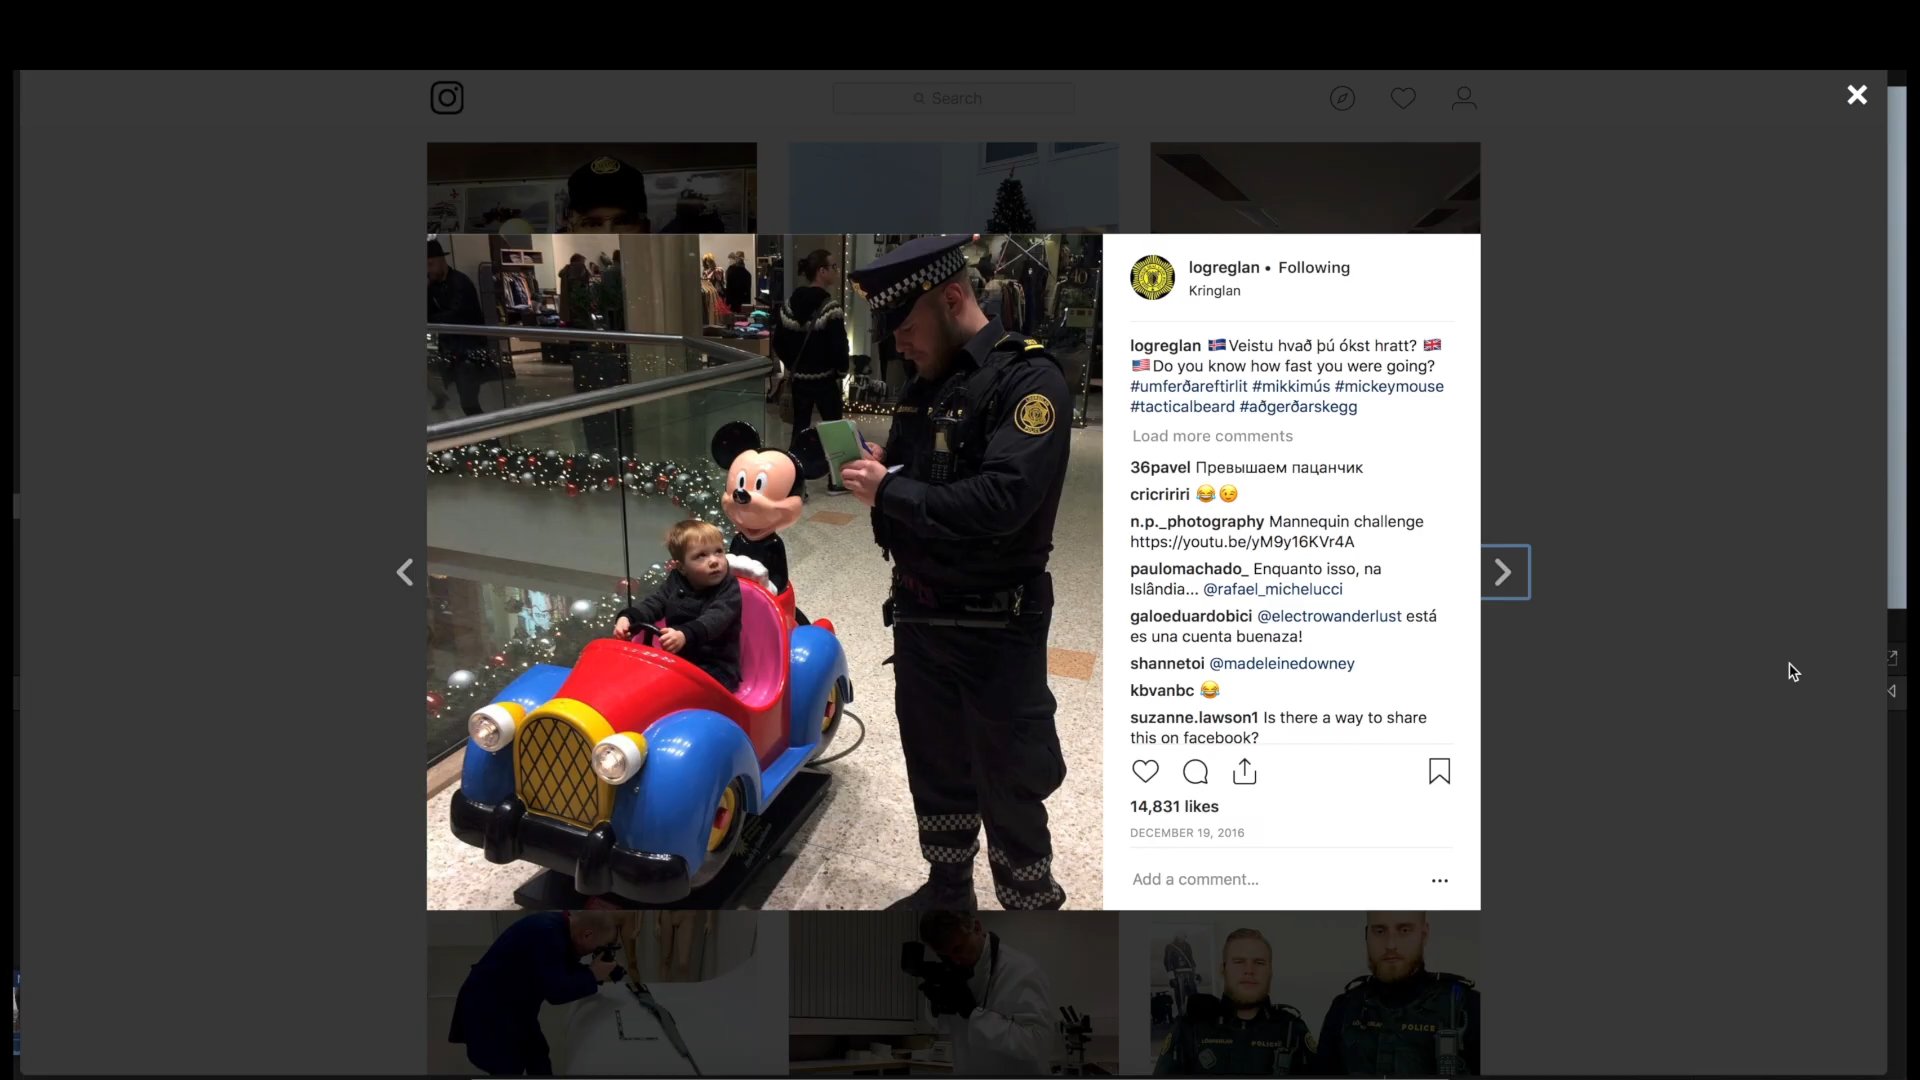 Search
logreglan • Following
Kringlan
logreglan 🇮🇸Veistu hvað þú ókst hratt? 🇬🇧
🇺🇸Do you know how fast you were going?
#umferðareftirlit #mikkimús #mickeymouse
#tacticalbeard #aðgerðarskegg
Load more comments
36pavel Превышаем пацанчик
cricririri 😂😉
n.p._photography Mannequin challenge
https://youtu.be/yM9y16KVr4A
paulomachado_ Enquanto isso, na
Islândia... @rafael_michelucci
galoeduardobici @electrowanderlust está
es una cuenta buenaza!
shannetoi @madeleinedowney
kbvanbc 😂
suzanne.lawson1 Is there a way to share
this on facebook?
14,831 likes
DECEMBER 19, 2016
Add a comment...
POLICE
POLICE